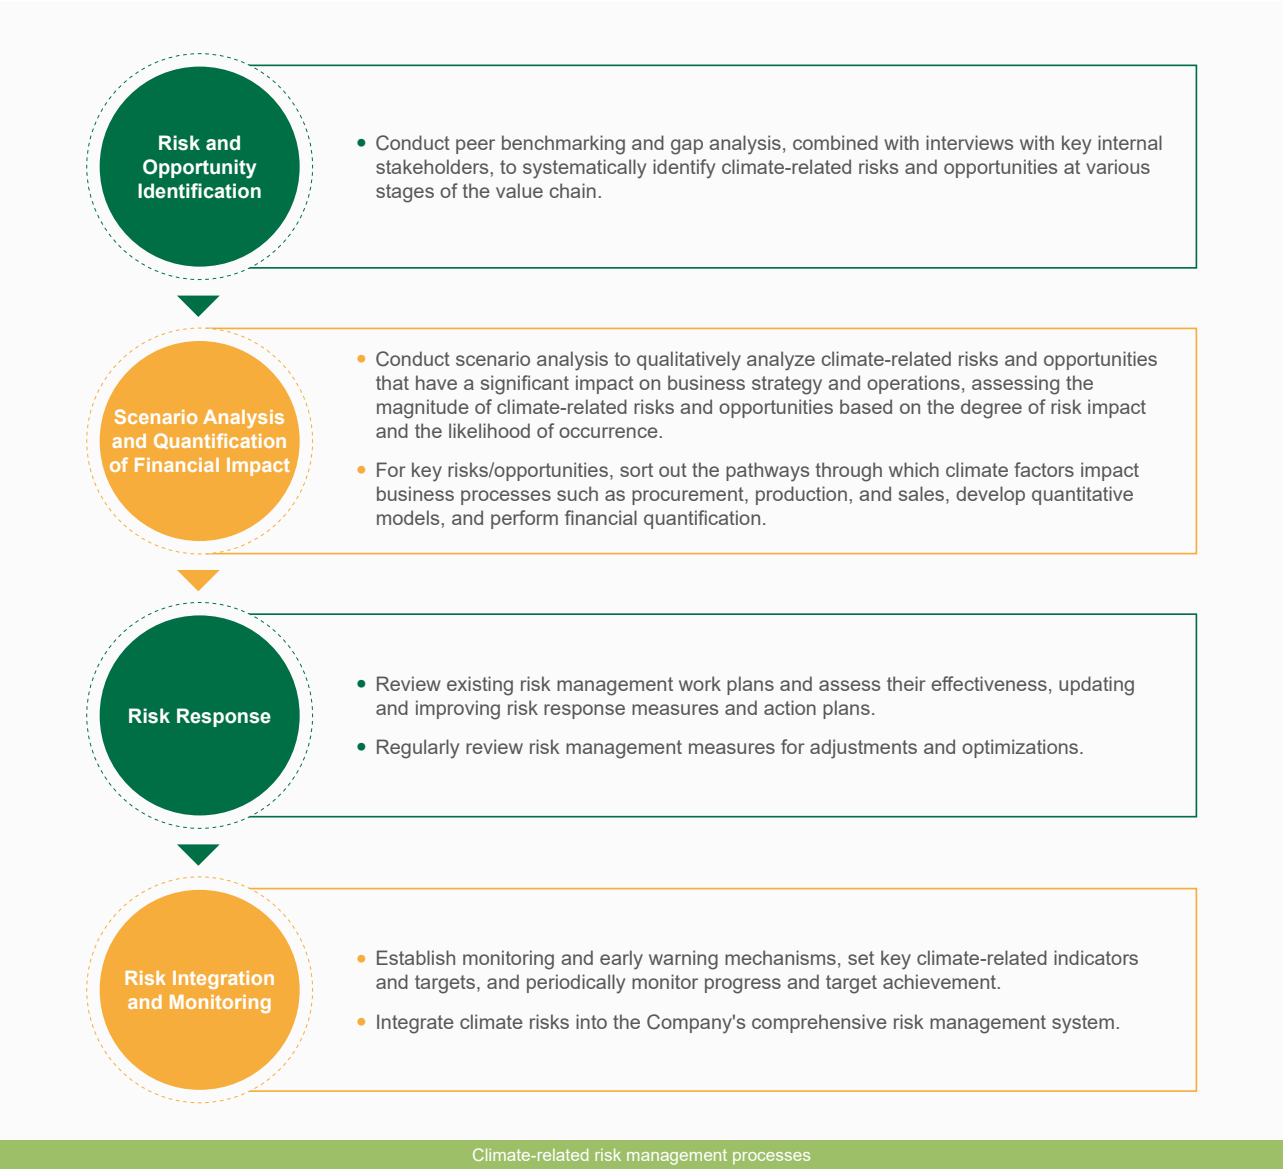 Risk and
Opportunity
Identification
• Conduct peer benchmarking and gap analysis, combined with interviews with key internal
stakeholders, to systematically identify climate-related risks and opportunities at various
stages of the value chain.
Scenario Analysis
and Quantification
of Financial Impact
• Conduct scenario analysis to qualitatively analyze climate-related risks and opportunities
that have a significant impact on business strategy and operations, assessing the
magnitude of climate-related risks and opportunities based on the degree of risk impact
and the likelihood of occurrence.
• For key risks/opportunities, sort out the pathways through which climate factors impact
business processes such as procurement, production, and sales, develop quantitative
models, and perform financial quantification.
Risk Response
• Review existing risk management work plans and assess their effectiveness, updating
and improving risk response measures and action plans.
• Regularly review risk management measures for adjustments and optimizations.
Risk Integration
and Monitoring
• Establish monitoring and early warning mechanisms, set key climate-related indicators
and targets, and periodically monitor progress and target achievement.
• Integrate climate risks into the Company's comprehensive risk management system.
Climate-related risk management processes